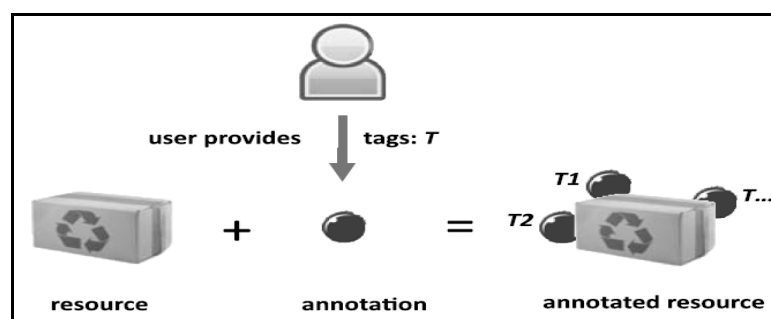 user provides tags: T
T1
T...
T2
+ =
resource annotation annotated resource